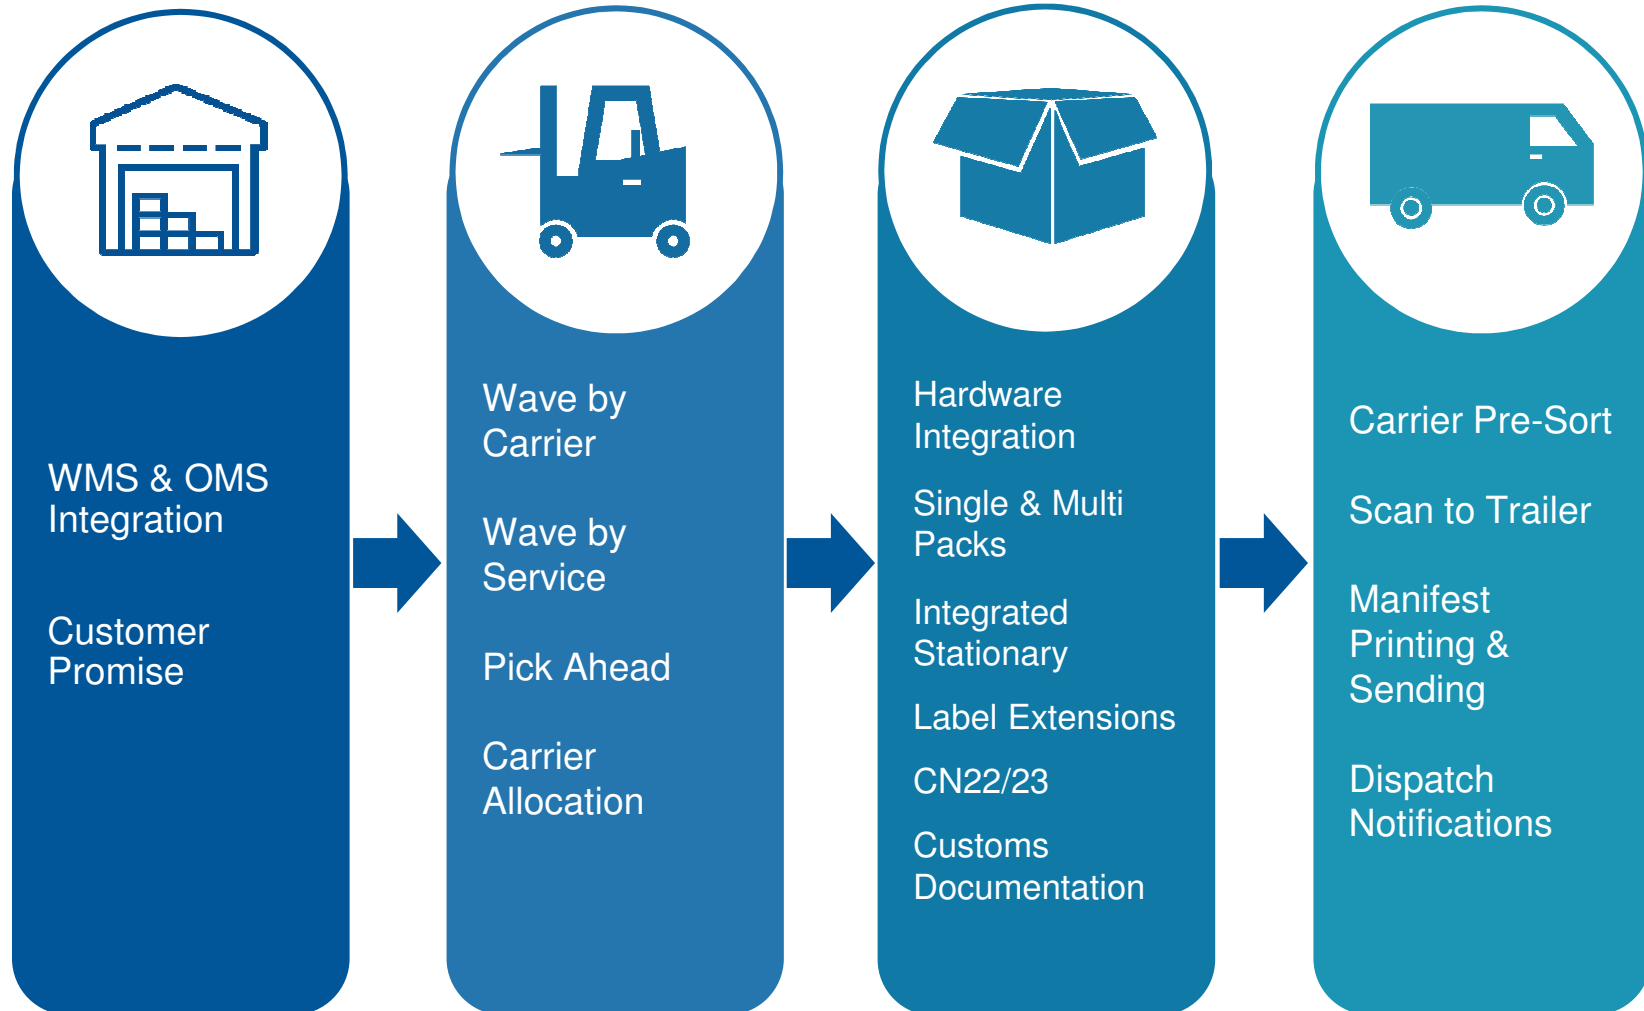 WMS & OMS
Integration
Customer
Promise
Wave by
Carrier
Wave by
Service
Pick Ahead
Carrier
Allocation
Hardware
Integration
Single & Multi
Packs
Integrated
Stationary
Label Extensions
CN22/23
Customs
Documentation
Carrier Pre-Sort
Scan to Trailer
Manifest
Printing &
Sending
Dispatch
Notifications